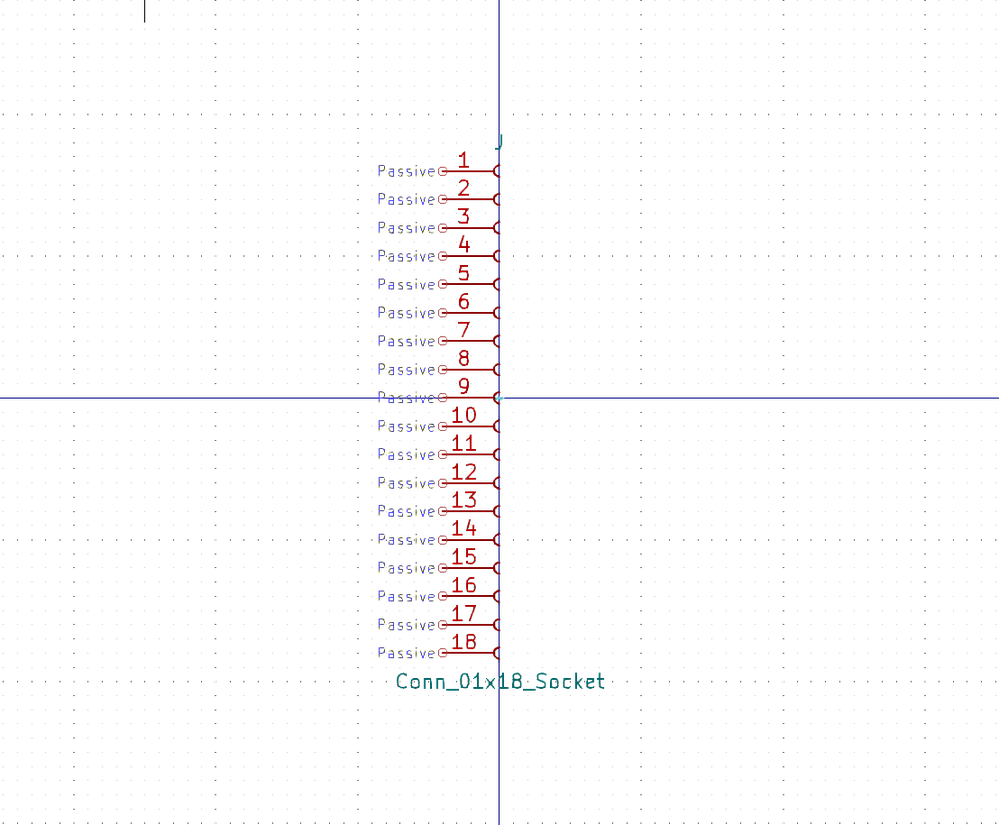 J
Passive 1
Passive 2
Passive 3
Passive 4
Passive 5
Passive 6
Passive 7
Passive 8
Passive 9
Passive 10
Passive 11
Passive 12
Passive 13
Passive 14
Passive 15
Passive 16
Passive 17
Passive 18
Conn_01x18_Socket